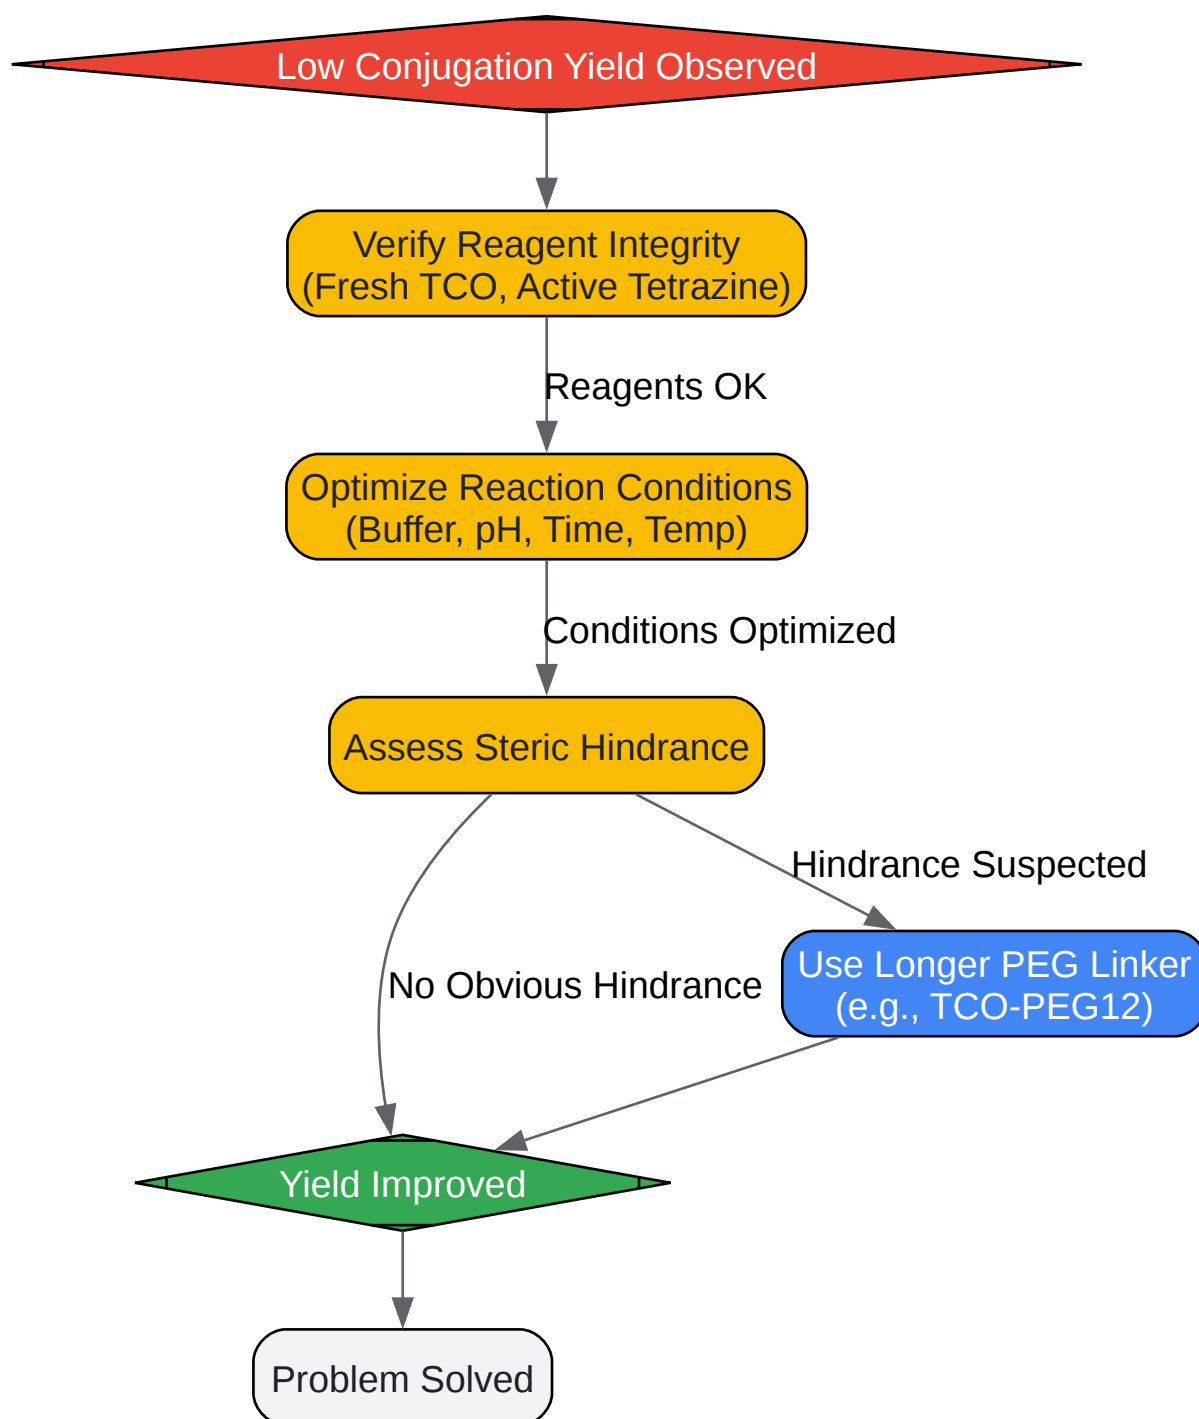 Low Conjugation Yield Observed
Verify Reagent Integrity
(Fresh TCO, Active Tetrazine)
Reagents OK
Optimize Reaction Conditions
(Buffer, pH, Time, Temp)
Conditions Optimized
Assess Steric Hindrance
Hindrance Suspected
Use Longer PEG Linker
(e.g., TCO-PEG12)
No Obvious Hindrance
Yield Improved
Problem Solved